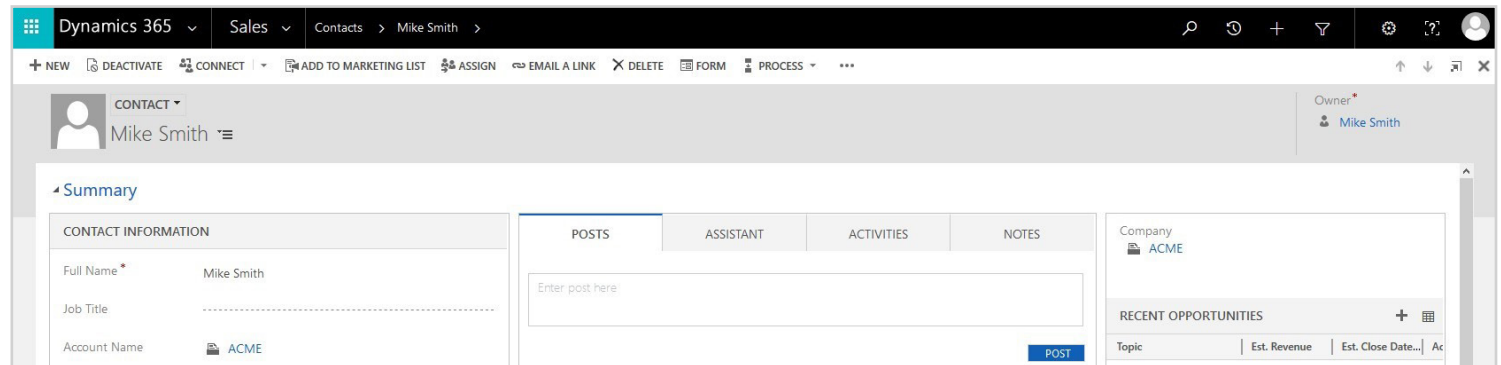 Dynamics 365 Sales Contacts > Mike Smith >
NEW DEACTIVATE CONNECT ADD TO MARKETING LIST ASSIGN EMAIL A LINK DELETE FORM PROCESS ...
CONTACT
Mike Smith
Owner*
Mike Smith
Summary
CONTACT INFORMATION
Full Name* Mike Smith
Job Title
Account Name ACME
POSTS ASSISTANT ACTIVITIES NOTES
Enter post here
POST
Company
ACME
RECENT OPPORTUNITIES
Topic Est. Revenue Est. Close Date... Ac